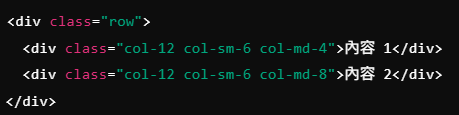 <div class="row">
  <div class="col-12 col-sm-6 col-md-4">內容 1</div>
  <div class="col-12 col-sm-6 col-md-8">內容 2</div>
</div>